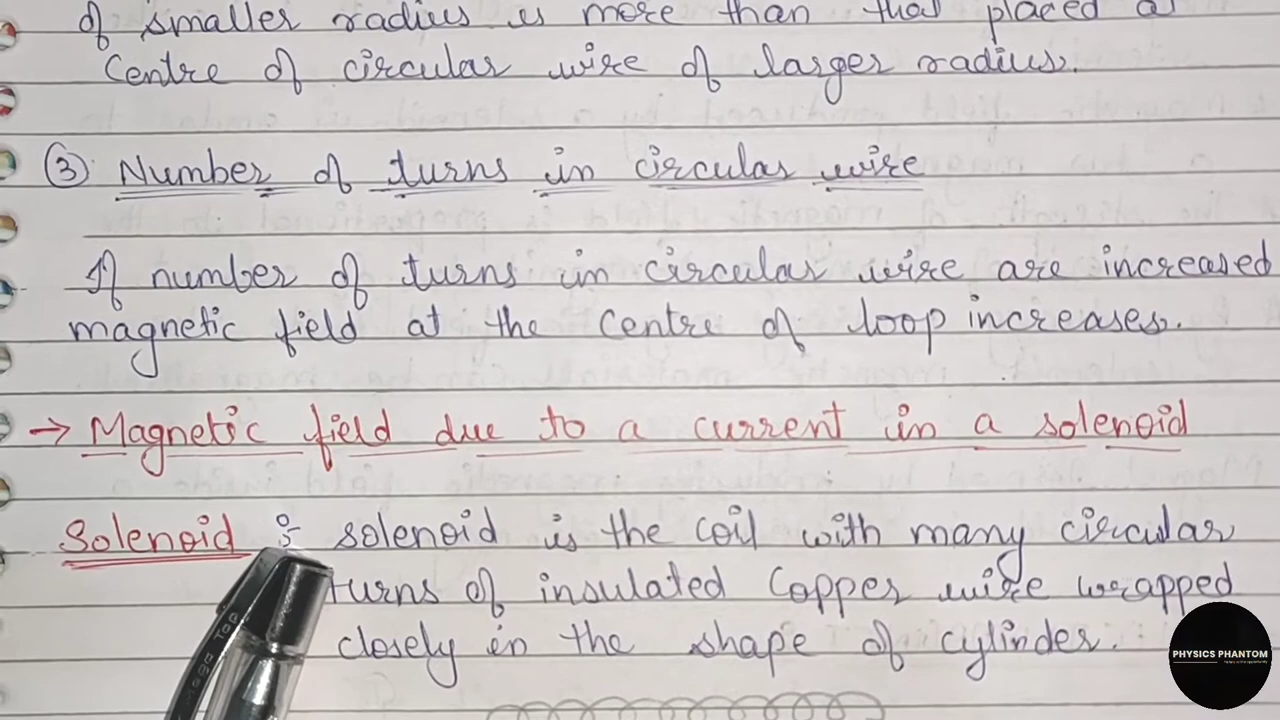 of smaller radius is more than that placed a
Centre of circular wire of larger radius.
③ Number of turns in circular wire
If number of turns in circular wire are increased
magnetic field at the Centre of loop increases.
→ Magnetic field due to a current in a solenoid
Solenoid :- solenoid is the coil with many circular
turns of insulated Copper wire wrapped
closely in the shape of cylinder.
PHYSICS PHANTOM